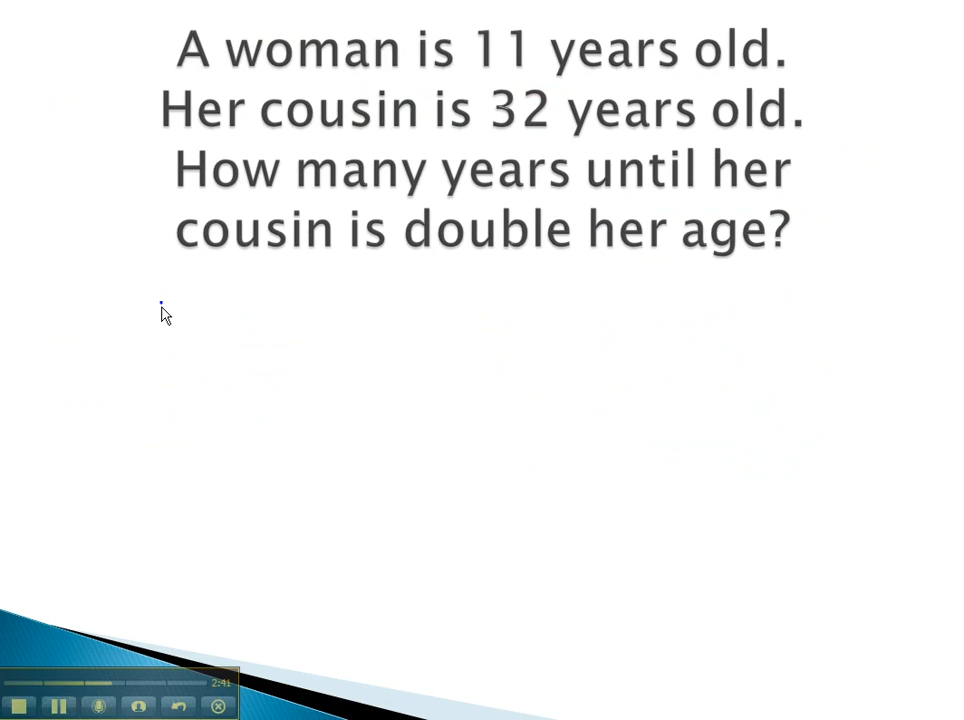 A woman is 11 years old.
Her cousin is 32 years old.
How many years until her
cousin is double her age?
2:41